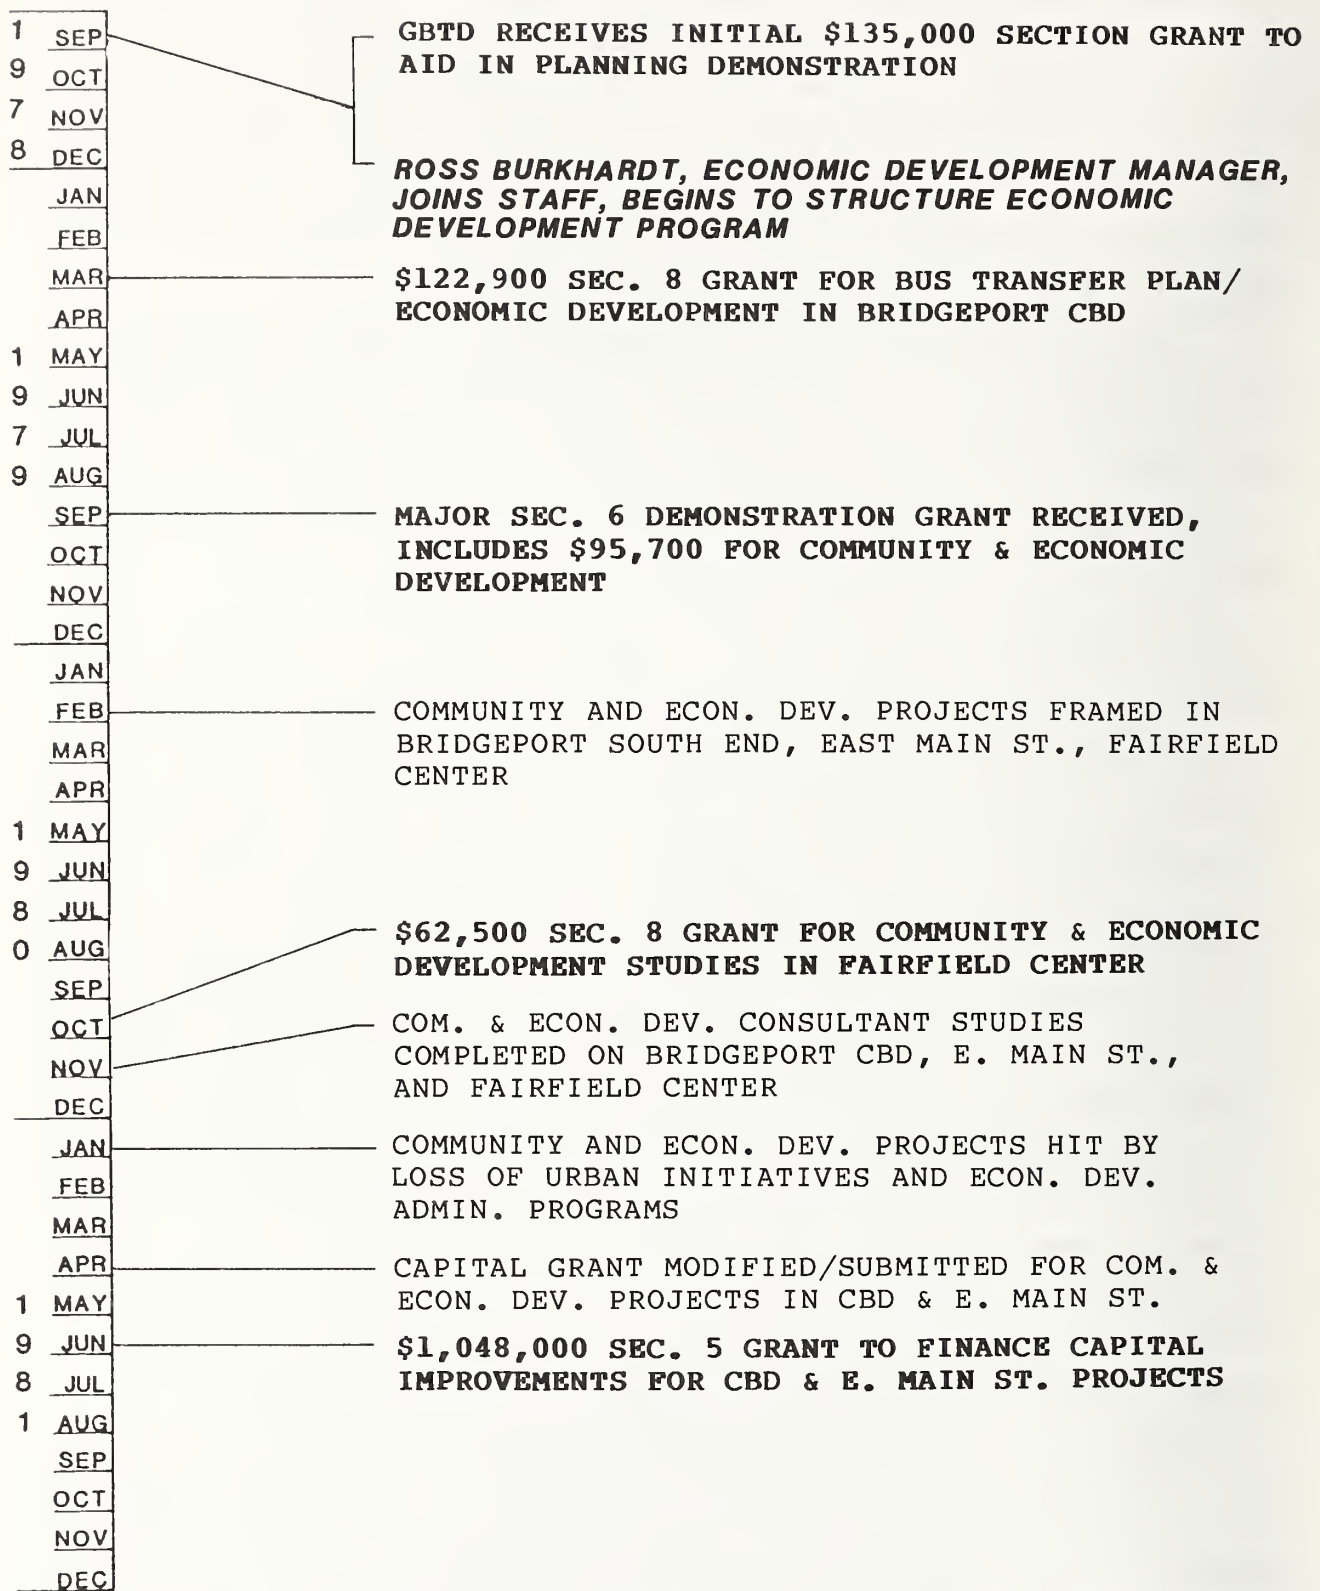 1 SEP
9 OCT
7 NOV
8 DEC
GBTD RECEIVES INITIAL $135,000 SECTION GRANT TO
AID IN PLANNING DEMONSTRATION
ROSS BURKHARDT, ECONOMIC DEVELOPMENT MANAGER,
JOINS STAFF, BEGINS TO STRUCTURE ECONOMIC
DEVELOPMENT PROGRAM
JAN
FEB
MAR
$122,900 SEC. 8 GRANT FOR BUS TRANSFER PLAN/
ECONOMIC DEVELOPMENT IN BRIDGEPORT CBD
APR
1 MAY
9 JUN
7 JUL
9 AUG
SEP
MAJOR SEC. 6 DEMONSTRATION GRANT RECEIVED,
INCLUDES $95,700 FOR COMMUNITY & ECONOMIC
DEVELOPMENT
OCT
NOV
DEC
JAN
FEB
COMMUNITY AND ECON. DEV. PROJECTS FRAMED IN
BRIDGEPORT SOUTH END, EAST MAIN ST., FAIRFIELD
CENTER
MAR
APR
1 MAY
9 JUN
8 JUL
0 AUG
SEP
OCT
$62,500 SEC. 8 GRANT FOR COMMUNITY & ECONOMIC
DEVELOPMENT STUDIES IN FAIRFIELD CENTER
NOV
COM. & ECON. DEV. CONSULTANT STUDIES
COMPLETED ON BRIDGEPORT CBD, E. MAIN ST.,
AND FAIRFIELD CENTER
DEC
JAN
COMMUNITY AND ECON. DEV. PROJECTS HIT BY
LOSS OF URBAN INITIATIVES AND ECON. DEV.
ADMIN. PROGRAMS
FEB
MAR
APR
CAPITAL GRANT MODIFIED/SUBMITTED FOR COM. &
ECON. DEV. PROJECTS IN CBD & E. MAIN ST.
1 MAY
9 JUN
$1,048,000 SEC. 5 GRANT TO FINANCE CAPITAL
IMPROVEMENTS FOR CBD & E. MAIN ST. PROJECTS
8 JUL
1 AUG
SEP
OCT
NOV
DEC